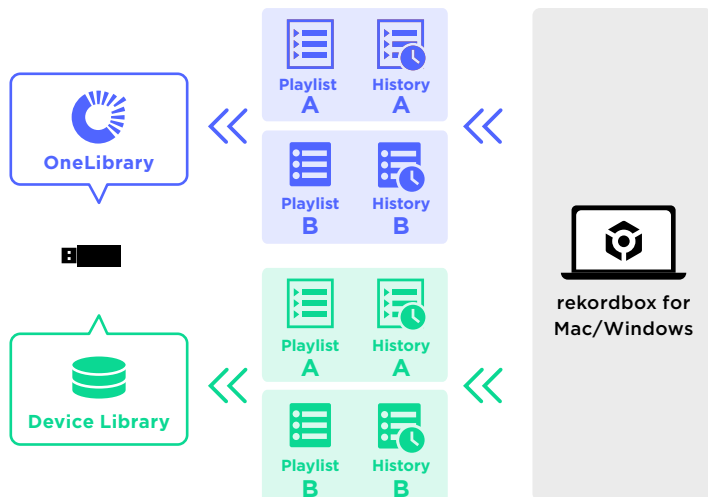 Playlist
A
History
A
OneLibrary
Playlist
B
History
B
rekordbox for
Mac/Windows
Playlist
A
History
A
Device Library
Playlist
B
History
B